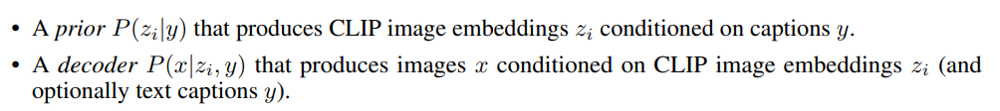 • A prior P(z_i|y) that produces CLIP image embeddings z_i conditioned on captions y.
• A decoder P(x|z_i, y) that produces images x conditioned on CLIP image embeddings z_i (and
optionally text captions y).